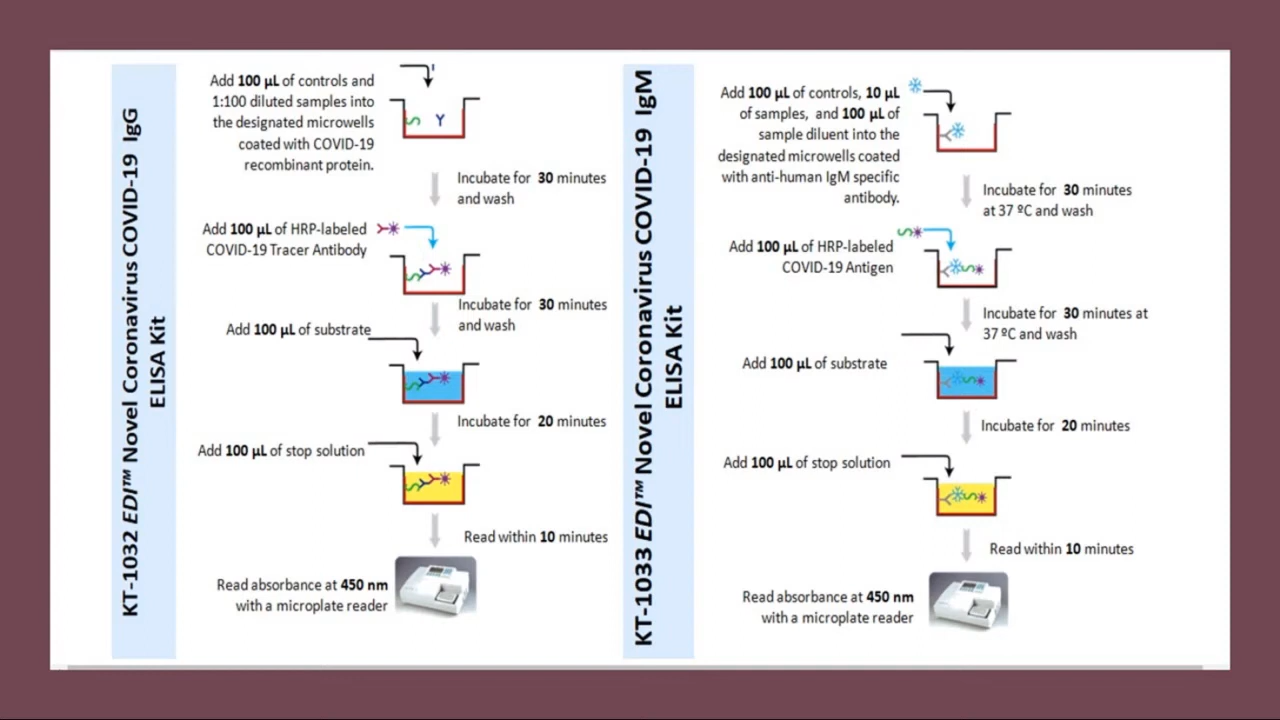 KT-1032 EDI™ Novel Coronavirus COVID-19 IgG
ELISA Kit
Add 100 µL of controls and
1:100 diluted samples into
the designated microwells
coated with COVID-19
recombinant protein.
Incubate for 30 minutes
and wash
Add 100 µL of HRP-labeled
COVID-19 Tracer Antibody
Incubate for 30 minutes
and wash
Add 100 µL of substrate
Incubate for 20 minutes
Add 100 µL of stop solution
Read within 10 minutes
Read absorbance at 450 nm
with a microplate reader
KT-1033 EDI™ Novel Coronavirus COVID-19 IgM
ELISA Kit
Add 100 µL of controls, 10 µL
of samples, and 100 µL of
sample diluent into the
designated microwells coated
with anti-human IgM specific
antibody.
Incubate for 30 minutes
at 37 ºC and wash
Add 100 µL of HRP-labeled
COVID-19 Antigen
Incubate for 30 minutes at
37 ºC and wash
Add 100 µL of substrate
Incubate for 20 minutes
Add 100 µL of stop solution
Read within 10 minutes
Read absorbance at 450 nm
with a microplate reader